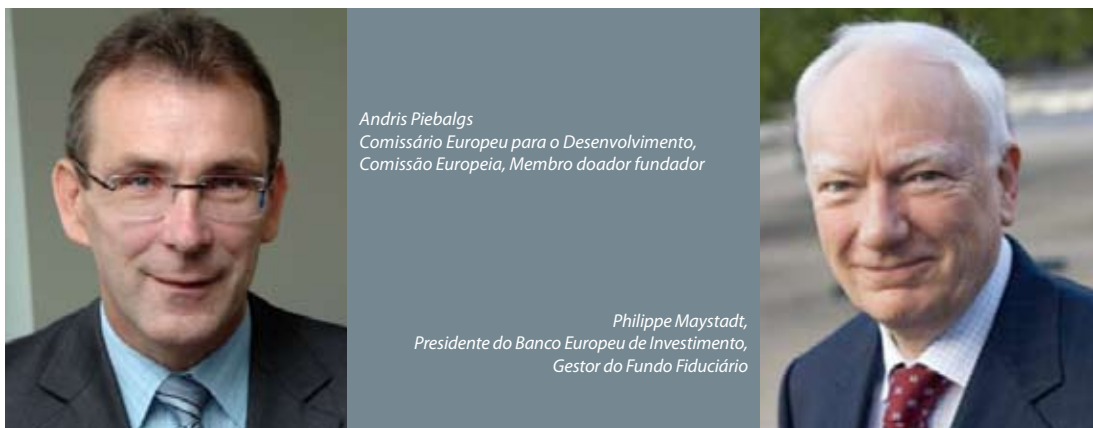 Andris Piebalgs
Comissário Europeu para o Desenvolvimento,
Comissão Europeia, Membro doador fundador
Philippe Maystadt,
Presidente do Banco Europeu de Investimento,
Gestor do Fundo Fiduciário